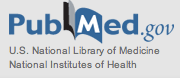 PubMed.gov
U.S. National Library of Medicine
National Institutes of Health